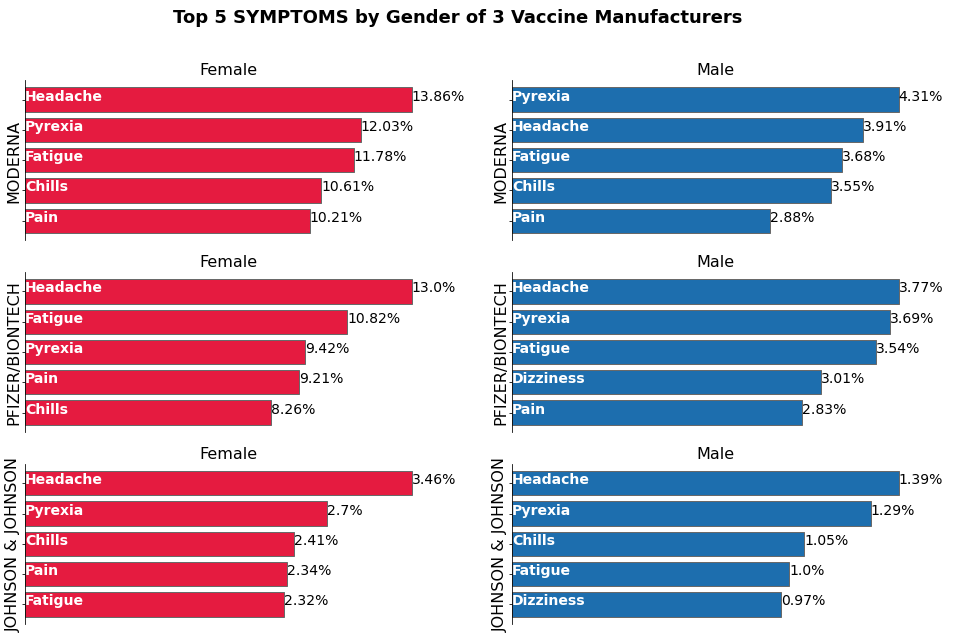 Top 5 SYMPTOMS by Gender of 3 Vaccine Manufacturers
Female
MODERNA
Headache 13.86%
Pyrexia 12.03%
Fatigue 11.78%
Chills 10.61%
Pain 10.21%
Male
MODERNA
Pyrexia 4.31%
Headache 3.91%
Fatigue 3.68%
Chills 3.55%
Pain 2.88%
Female
PFIZER/BIONTECH
Headache 13.0%
Fatigue 10.82%
Pyrexia 9.42%
Pain 9.21%
Chills 8.26%
Male
PFIZER/BIONTECH
Headache 3.77%
Pyrexia 3.69%
Fatigue 3.54%
Dizziness 3.01%
Pain 2.83%
Female
JOHNSON & JOHNSON
Headache 3.46%
Pyrexia 2.7%
Chills 2.41%
Pain 2.34%
Fatigue 2.32%
Male
JOHNSON & JOHNSON
Headache 1.39%
Pyrexia 1.29%
Chills 1.05%
Fatigue 1.0%
Dizziness 0.97%